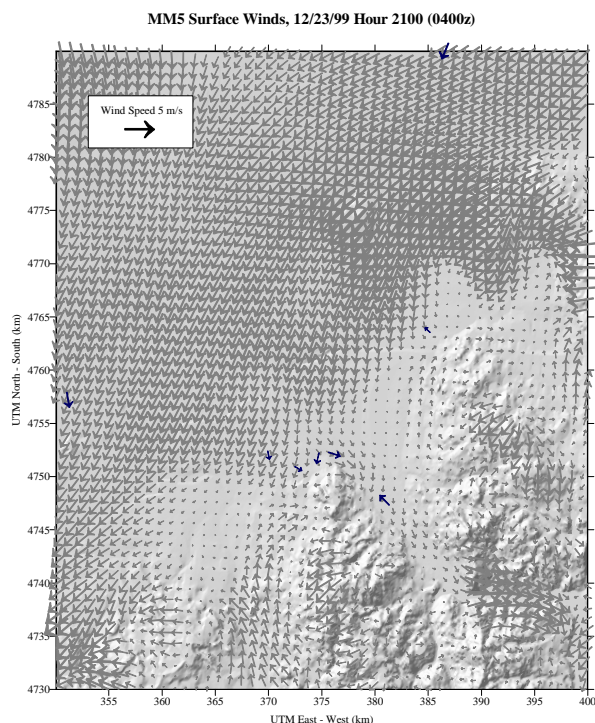 MM5 Surface Winds, 12/23/99 Hour 2100 (0400z)
Wind Speed 5 m/s
UTM North - South (km)
4785
4780
4775
4770
4765
4760
4755
4750
4745
4740
4735
4730
355 360 365 370 375 380 385 390 395 400
UTM East - West (km)